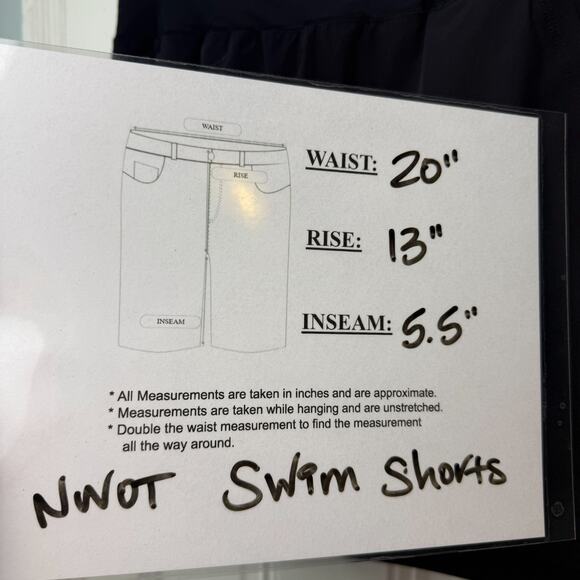 WAIST
RISE
INSEAM
WAIST: 20"
RISE: 13"
INSEAM: 5.5"
* All Measurements are taken in inches and are approximate.
* Measurements are taken while hanging and are unstretched.
* Double the waist measurement to find the measurement
all the way around.
NWOT Swim Shorts